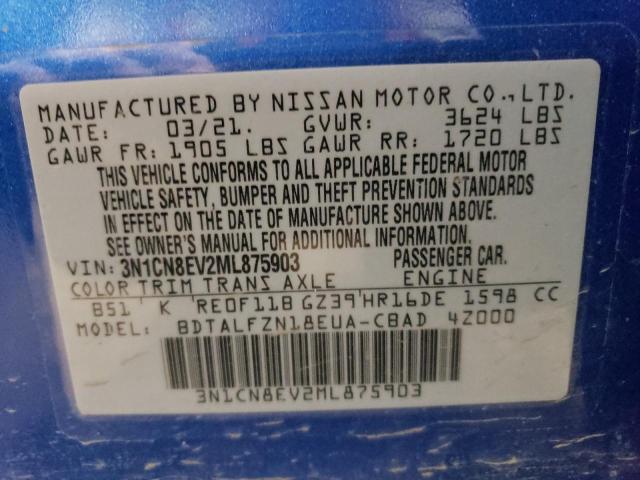 MANUFACTURED BY NISSAN MOTOR CO., LTD.
DATE: 03/21. GVWR: 3624 LBS
GAWR FR: 1905 LBS GAWR RR: 1720 LBS
THIS VEHICLE CONFORMS TO ALL APPLICABLE FEDERAL MOTOR
VEHICLE SAFETY, BUMPER AND THEFT PREVENTION STANDARDS
IN EFFECT ON THE DATE OF MANUFACTURE SHOWN ABOVE.
SEE OWNER'S MANUAL FOR ADDITIONAL INFORMATION.
VIN: 3N1CN8EV2ML875903 PASSENGER CAR.
COLOR TRIM TRANS AXLE ENGINE
B51 K RE0F11B GZ39 HR16DE 1598 CC
MODEL: BDTALFZN18EUA-CBAD 4Z000
3N1CN8EV2ML875903